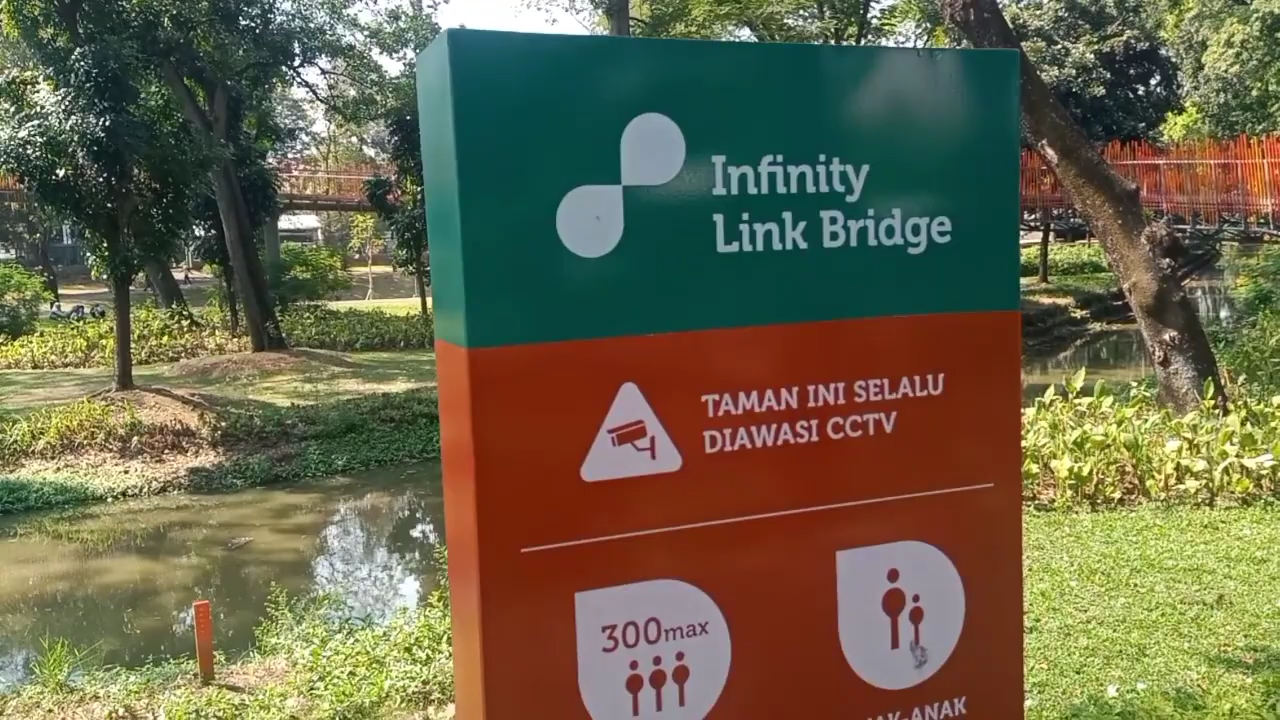 Infinity
Link Bridge
TAMAN INI SELALU
DIAWASI CCTV
300max